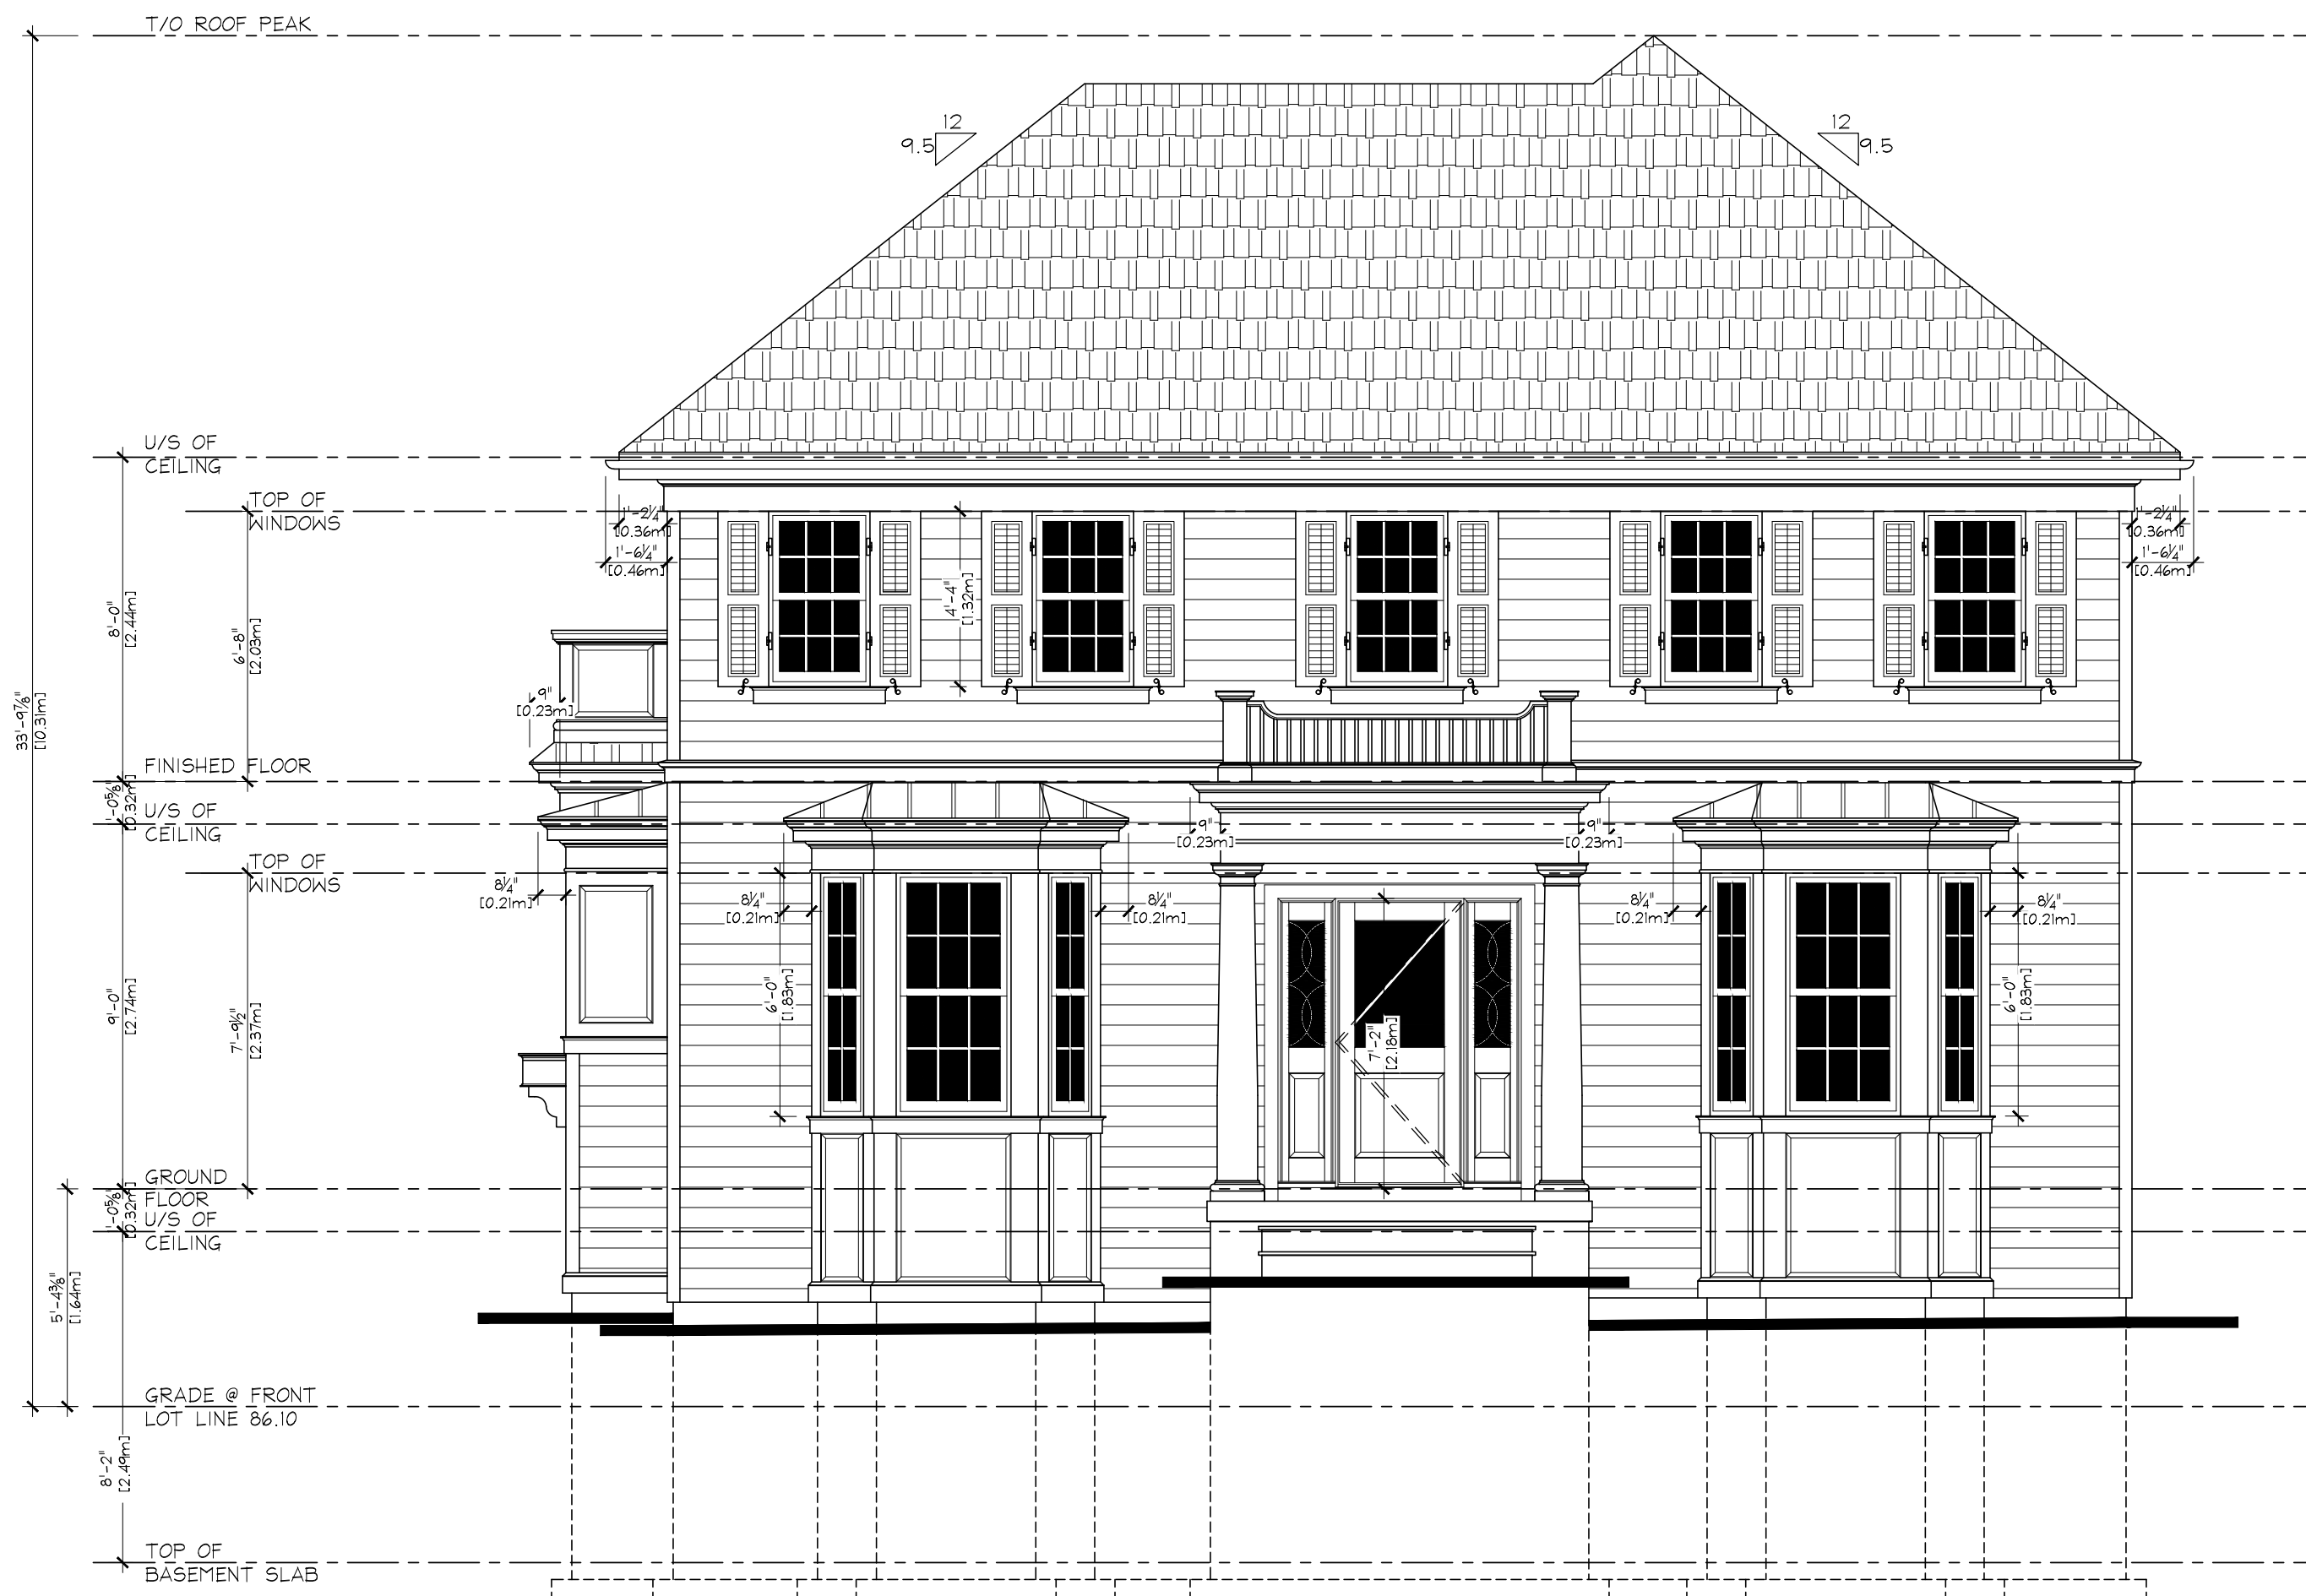 T/O ROOF PEAK
12
9.5
12
9.5
U/S OF
CEILING
TOP OF
WINDOWS
1'-2¼"
[0.36m]
1'-6¼"
[0.46m]
1'-2¼"
[0.36m]
1'-6¼"
[0.46m]
4'-4"
[1.32m]
8'-0"
[2.44m]
6'-8"
[2.03m]
33'-9⅞"
[10.31m]
9"
[0.23m]
FINISHED FLOOR
1'-0⅝"
[0.32m]
U/S OF
CEILING
9"
[0.23m]
9"
[0.23m]
TOP OF
WINDOWS
8¼"
[0.21m]
8¼"
[0.21m]
8¼"
[0.21m]
8¼"
[0.21m]
8¼"
[0.21m]
6'-0"
[1.83m]
6'-0"
[1.83m]
9'-0"
[2.74m]
7'-9½"
[2.37m]
7'-2"
[2.18m]
GROUND
FLOOR
1'-0⅝"
[0.32m]
U/S OF
CEILING
5'-4⅜"
[1.64m]
GRADE @ FRONT
LOT LINE 86.10
8'-2"
[2.49m]
TOP OF
BASEMENT SLAB